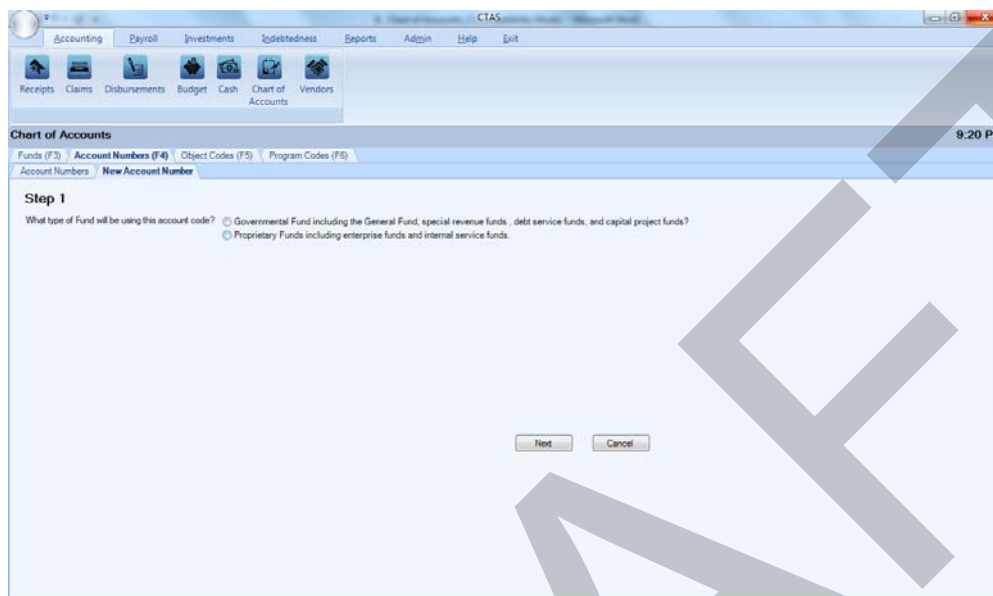 CTAS
Accounting Payroll Investments Indebtedness Reports Admin Help Exit
Receipts Claims Disbursements Budget Cash Chart of Accounts Vendors
Chart of Accounts 9:20 P
Funds (F3) Account Numbers (F4) Object Codes (F5) Program Codes (F6)
Account Numbers New Account Number
Step 1
What type of Fund will be using this account code? Governmental Fund including the General Fund, special revenue funds , debt service funds, and capital project funds?
Proprietary Funds including enterprise funds and internal service funds.
Next Cancel